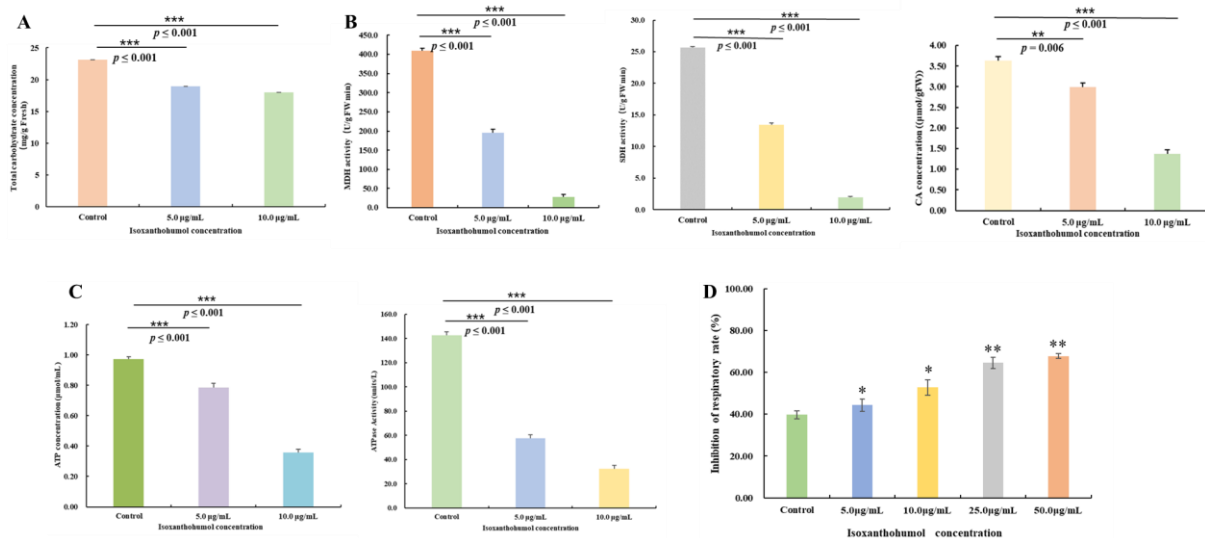 A
***
p ≤ 0.001
***
p ≤ 0.001
Total carbohydrate concentration
(mg/g Fresh)
25
20
15
10
5
0
Control
5.0 μg/mL
10.0 μg/mL
Isoxanthohumol concentration
B
***
p ≤ 0.001
***
p ≤ 0.001
MDH activity (U/gFWmin)
450.0
400.0
350.0
300.0
250.0
200.0
150.0
100.0
50.0
0.0
Control
5.0 μg/mL
10.0 μg/mL
Isoxanthohumol concentration
***
p ≤ 0.001
***
p ≤ 0.001
SDH activity (U/gFWmin)
30.0
25.0
20.0
15.0
10.0
5.0
0.0
Control
5.0 μg/mL
10.0 μg/mL
Isoxanthohumol concentration
***
p ≤ 0.001
**
p = 0.006
CA concentration ((μmol/gFW))
4.00
3.50
3.00
2.50
2.00
1.50
1.00
0.50
0.00
Control
5.0 μg/mL
10.0 μg/mL
Isoxanthohumol concentration
C
***
p ≤ 0.001
***
p ≤ 0.001
ATP concentration (μmol/mL)
1.20
1.00
0.80
0.60
0.40
0.20
0.00
Control
5.0 μg/mL
10.0 μg/mL
Isoxanthohumol concentration
***
p ≤ 0.001
***
p ≤ 0.001
ATPase Activity (units/L)
160.0
140.0
120.0
100.0
80.0
60.0
40.0
20.0
0.0
Control
5.0 μg/mL
10.0 μg/mL
Isoxanthohumol concentration
D
Inhibition of respiratory rate (%)
100.00
80.00
60.00
40.00
20.00
0.00
*
*
**
**
Control
5.0μg/mL
10.0μg/mL
25.0μg/mL
50.0μg/mL
Isoxanthohumol concentration